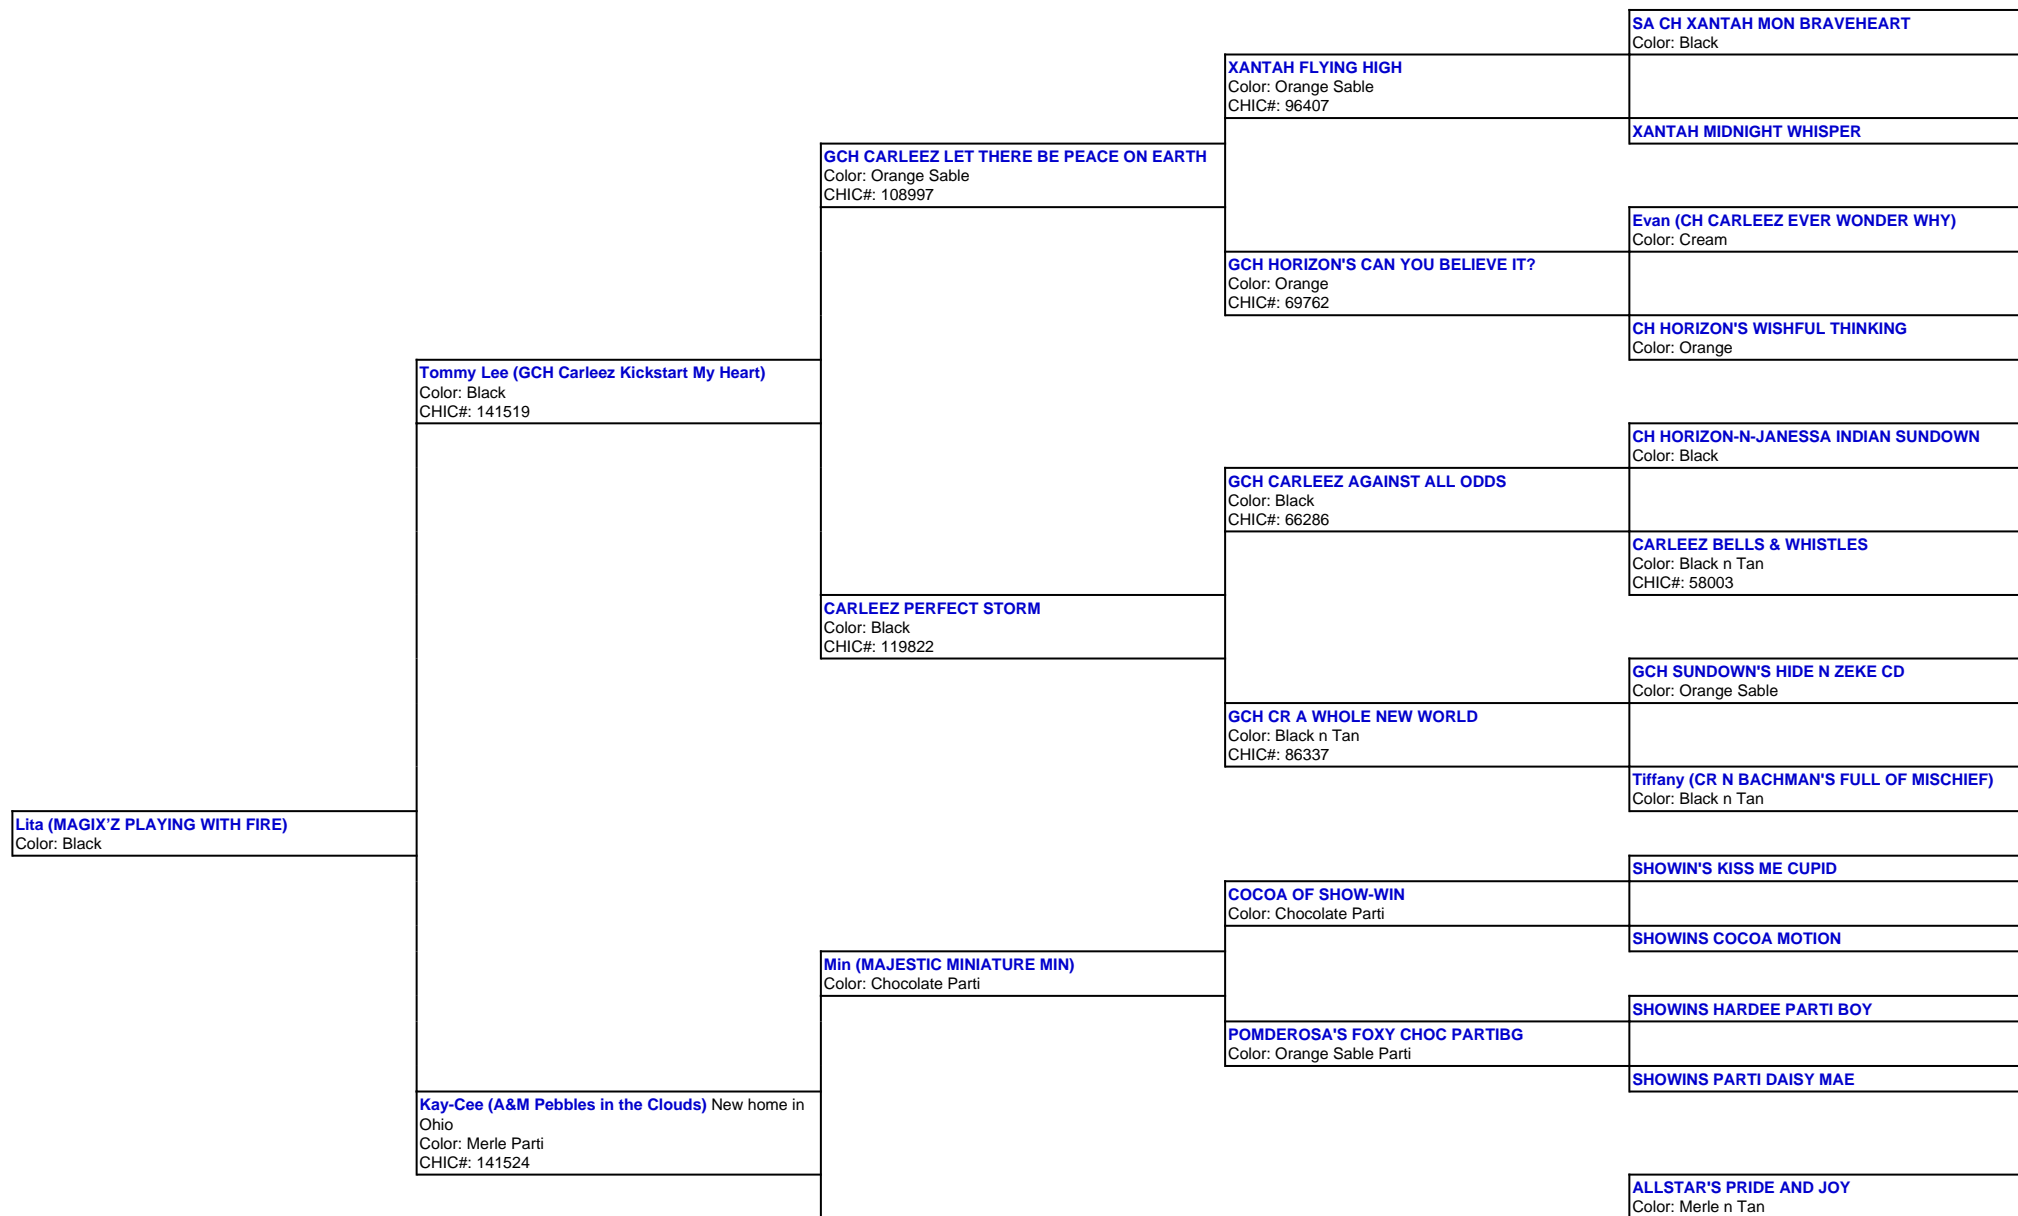 SA CH XANTAH MON BRAVEHEART
Color: Black
XANTAH FLYING HIGH
Color: Orange Sable
CHIC#: 96407
XANTAH MIDNIGHT WHISPER
GCH CARLEEZ LET THERE BE PEACE ON EARTH
Color: Orange Sable
CHIC#: 108997
Evan (CH CARLEEZ EVER WONDER WHY)
Color: Cream
GCH HORIZON'S CAN YOU BELIEVE IT?
Color: Orange
CHIC#: 69762
CH HORIZON'S WISHFUL THINKING
Color: Orange
Tommy Lee (GCH Carleez Kickstart My Heart)
Color: Black
CHIC#: 141519
CH HORIZON-N-JANESSA INDIAN SUNDOWN
Color: Black
GCH CARLEEZ AGAINST ALL ODDS
Color: Black
CHIC#: 66286
CARLEEZ BELLS & WHISTLES
Color: Black n Tan
CHIC#: 58003
CARLEEZ PERFECT STORM
Color: Black
CHIC#: 119822
GCH SUNDOWN'S HIDE N ZEKE CD
Color: Orange Sable
GCH CR A WHOLE NEW WORLD
Color: Black n Tan
CHIC#: 86337
Tiffany (CR N BACHMAN'S FULL OF MISCHIEF)
Color: Black n Tan
Lita (MAGIX’Z PLAYING WITH FIRE)
Color: Black
SHOWIN'S KISS ME CUPID
COCOA OF SHOW-WIN
Color: Chocolate Parti
SHOWINS COCOA MOTION
Min (MAJESTIC MINIATURE MIN)
Color: Chocolate Parti
SHOWINS HARDEE PARTI BOY
POMDEROSA'S FOXY CHOC PARTIBG
Color: Orange Sable Parti
SHOWINS PARTI DAISY MAE
Kay-Cee (A&M Pebbles in the Clouds) New home in
Ohio
Color: Merle Parti
CHIC#: 141524
ALLSTAR'S PRIDE AND JOY
Color: Merle n Tan